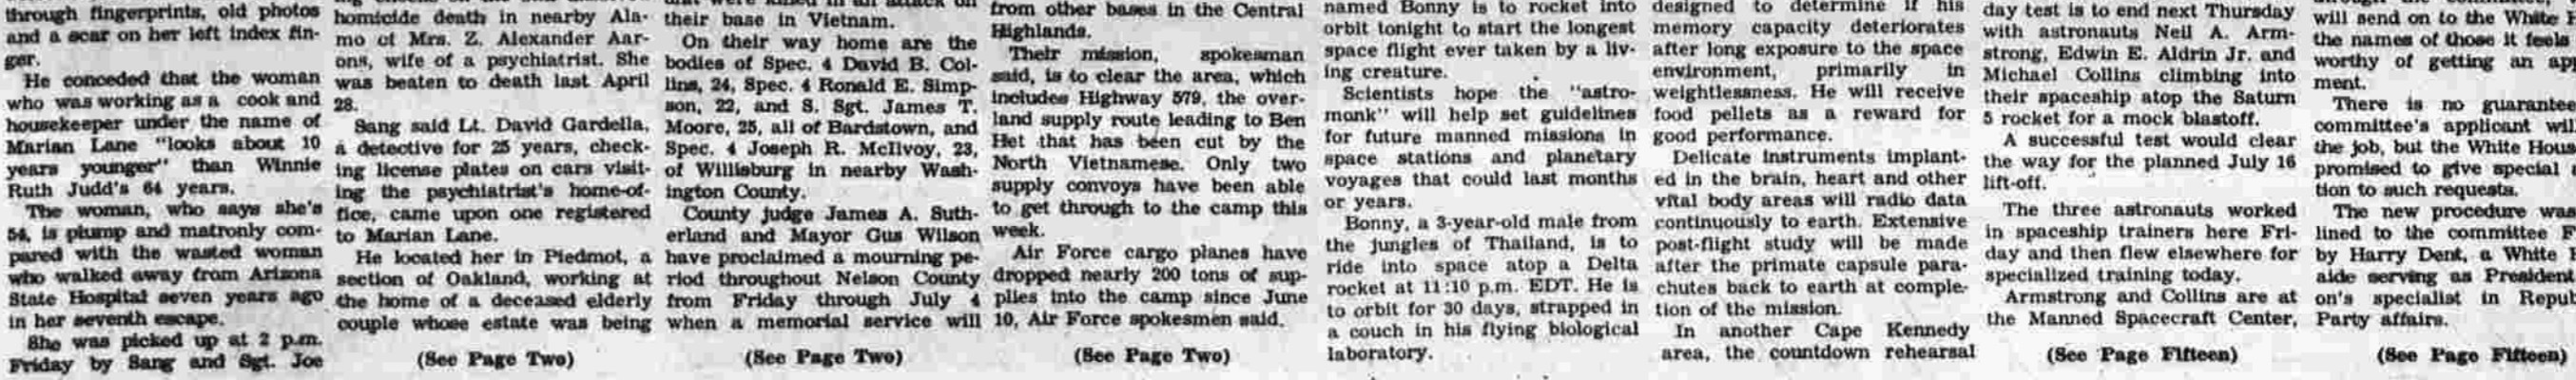 through fingerprints, old photos
and a scar on her left index fin-
ger.
He conceded that the woman
who was working as a cook and
housekeeper under the name of
Marian Lane "looks about 10
years younger" than Winnie
Ruth Judd's 64 years.
The woman, who says she's
54, is plump and matronly com-
pared with the wasted woman
who walked away from Arizona
State Hospital seven years ago
in her seventh escape.
She was picked up at 2 p.m.
Friday by Sang and Sgt. Joe
homicide death in nearby Ala-
mo of Mrs. Z. Alexander Aar-
ons, wife of a psychiatrist. She
was beaten to death last April
28.
Sang said Lt. David Gardella,
a detective for 25 years, check-
ing license plates on cars visit-
ing the psychiatrist's home-of-
fice, came upon one registered
to Marian Lane.
He located her in Piedmot, a
section of Oakland, working at
the home of a deceased elderly
couple whose estate was being
(See Page Two)
their base in Vietnam.
On their way home are the
bodies of Spec. 4 David B. Col-
lins, 24, Spec. 4 Ronald E. Simp-
son, 22, and S. Sgt. James T.
Moore, 25, all of Bardstown, and
Spec. 4 Joseph R. McIlvoy, 23,
of Willisburg in nearby Wash-
ington County.
County judge James A. Suth-
erland and Mayor Gus Wilson
have proclaimed a mourning pe-
riod throughout Nelson County
from Friday through July 4
when a memorial service will
(See Page Two)
from other bases in the Central
Highlands.
Their mission, spokesman
said, is to clear the area, which
includes Highway 579, the over-
land supply route leading to Ben
Het that has been cut by the
North Vietnamese. Only two
supply convoys have been able
to get through to the camp this
week.
Air Force cargo planes have
dropped nearly 200 tons of sup-
plies into the camp since June
10, Air Force spokesmen said.
(See Page Two)
named Bonny is to rocket into
orbit tonight to start the longest
space flight ever taken by a liv-
ing creature.
Scientists hope the "astro-
monk" will help set guidelines
for future manned missions in
space stations and planetary
voyages that could last months
or years.
Bonny, a 3-year-old male from
the jungles of Thailand, is to
ride into space atop a Delta
rocket at 11:10 p.m. EDT. He is
to orbit for 30 days, strapped in
a couch in his flying biological
laboratory.
designed to determine if his
memory capacity deteriorates
after long exposure to the space
environment, primarily in
weightlessness. He will receive
food pellets as a reward for
good performance.
Delicate instruments implant-
ed in the brain, heart and other
vital body areas will radio data
continuously to earth. Extensive
post-flight study will be made
after the primate capsule para-
chutes back to earth at comple-
tion of the mission.
In another Cape Kennedy
area, the countdown rehearsal
day test is to end next Thursday
with astronauts Neil A. Arm-
strong, Edwin E. Aldrin Jr. and
Michael Collins climbing into
their spaceship atop the Saturn
5 rocket for a mock blastoff.
A successful test would clear
the way for the planned July 16
lift-off.
The three astronauts worked
in spaceship trainers here Fri-
day and then flew elsewhere for
specialized training today.
Armstrong and Collins are at
the Manned Spacecraft Center,
(See Page Fifteen)
will send on to the White
the names of those it feels
worthy of getting an app
ment.
There is no guarantee
committee's applicant will
the job, but the White Hous
promised to give special
tion to such requests.
The new procedure was
lined to the committee F
by Harry Dent, a White H
aide serving as President
on's specialist in Repub
Party affairs.
(See Page Fifteen)